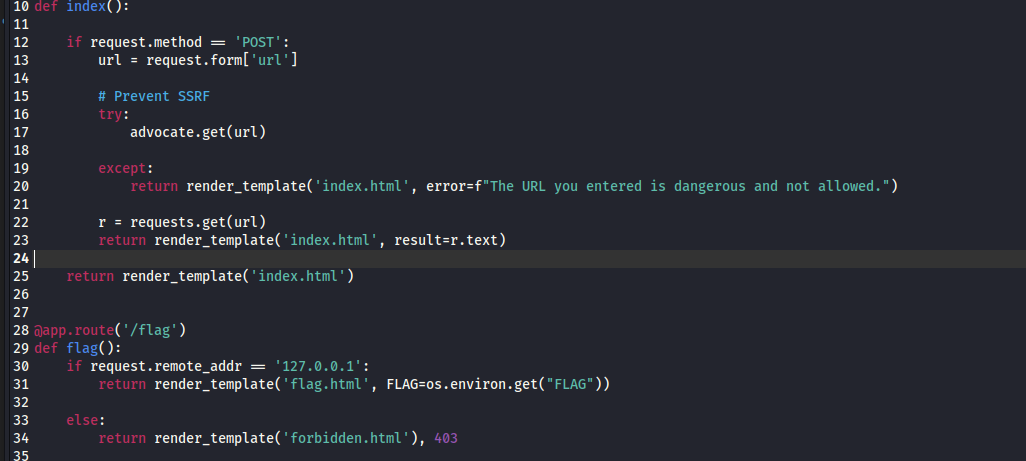 10 def index():
11
12     if request.method == 'POST':
13         url = request.form['url']
14
15         # Prevent SSRF
16         try:
17             advocate.get(url)
18
19         except:
20             return render_template('index.html', error=f"The URL you entered is dangerous and not allowed.")
21
22         r = requests.get(url)
23         return render_template('index.html', result=r.text)
24
25     return render_template('index.html')
26
27
28 @app.route('/flag')
29 def flag():
30     if request.remote_addr == '127.0.0.1':
31         return render_template('flag.html', FLAG=os.environ.get("FLAG"))
32
33     else:
34         return render_template('forbidden.html'), 403
35